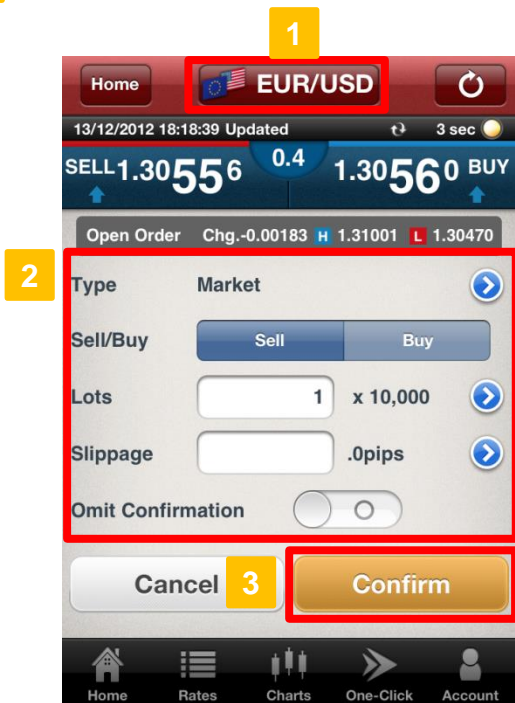 1
Home EUR/USD
13/12/2012 18:18:39 Updated 3 sec
SELL 1.30556 0.4 1.30560 BUY
Open Order Chg.-0.00183 H 1.31001 L 1.30470
2
Type Market
Sell/Buy Sell Buy
Lots 1 x 10,000
Slippage .0pips
Omit Confirmation
Cancel 3 Confirm
Home Rates Charts One-Click Account